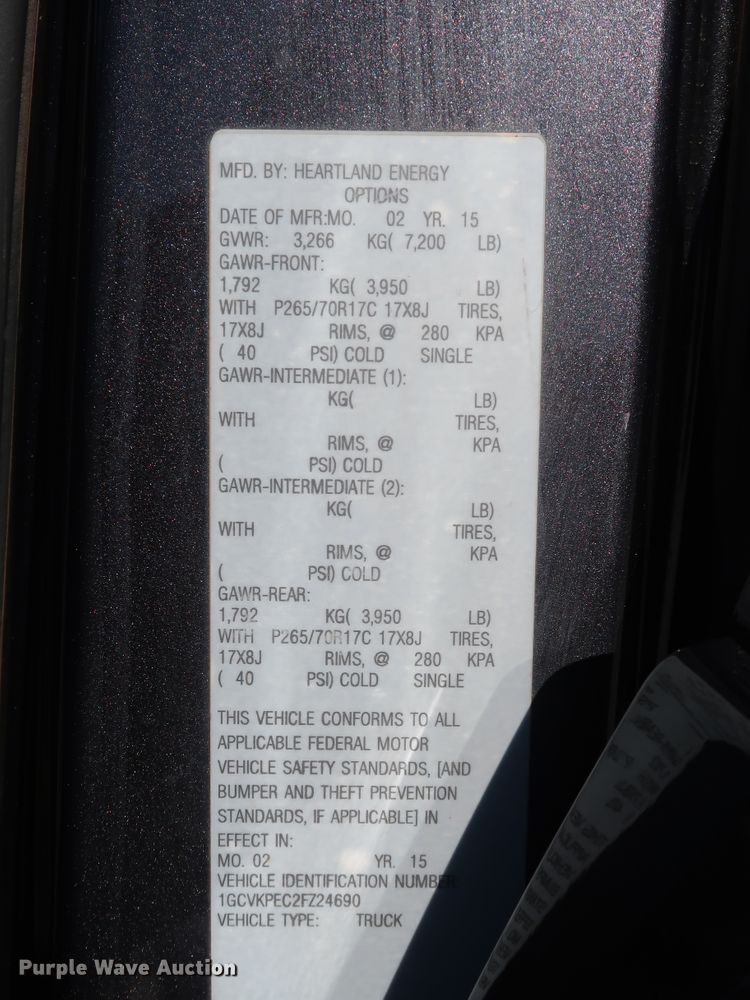 MFD. BY: HEARTLAND ENERGY
OPTIONS
DATE OF MFR:MO. 02 YR. 15
GVWR: 3,266 KG( 7,200 LB)
GAWR-FRONT:
1,792 KG( 3,950 LB)
WITH P265/70R17C 17X8J TIRES,
17X8J RIMS, @ 280 KPA
( 40 PSI) COLD SINGLE
GAWR-INTERMEDIATE (1):
KG( LB)
WITH TIRES,
RIMS, @ KPA
( PSI) COLD
GAWR-INTERMEDIATE (2):
KG( LB)
WITH TIRES,
RIMS, @ KPA
( PSI) COLD
GAWR-REAR:
1,792 KG( 3,950 LB)
WITH P265/70R17C 17X8J TIRES,
17X8J RIMS, @ 280 KPA
( 40 PSI) COLD SINGLE
THIS VEHICLE CONFORMS TO ALL
APPLICABLE FEDERAL MOTOR
VEHICLE SAFETY STANDARDS, [AND
BUMPER AND THEFT PREVENTION
STANDARDS, IF APPLICABLE] IN
EFFECT IN:
MO. 02 YR. 15
VEHICLE IDENTIFICATION NUMBER
1GCVKPEC2FZ24690
VEHICLE TYPE: TRUCK
Purple Wave Auction